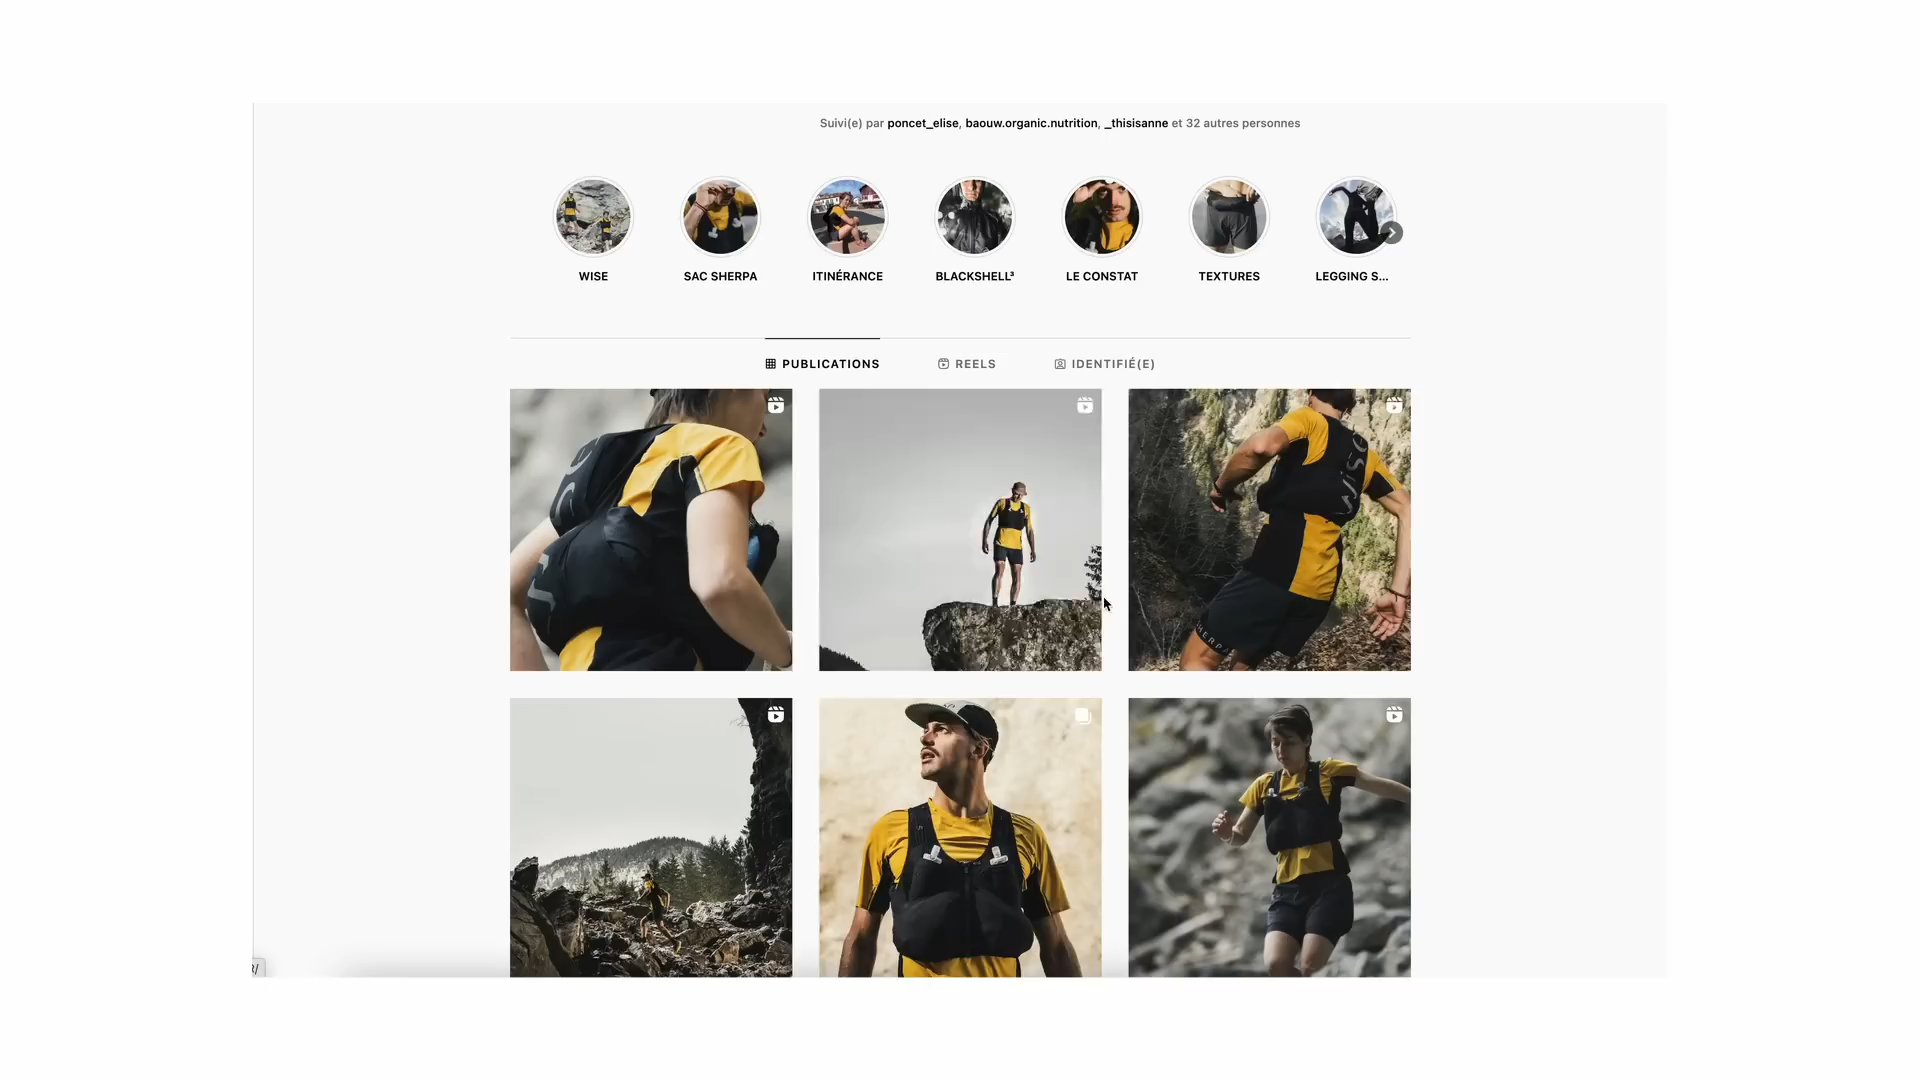 Suivi(e) par poncet_elise, baouw.organic.nutrition, _thisisanne et 32 autres personnes
WISE
SAC SHERPA
ITINÉRANCE
BLACKSHELL³
LE CONSTAT
TEXTURES
LEGGING S...
PUBLICATIONS
REELS
IDENTIFIÉ(E)
WISE